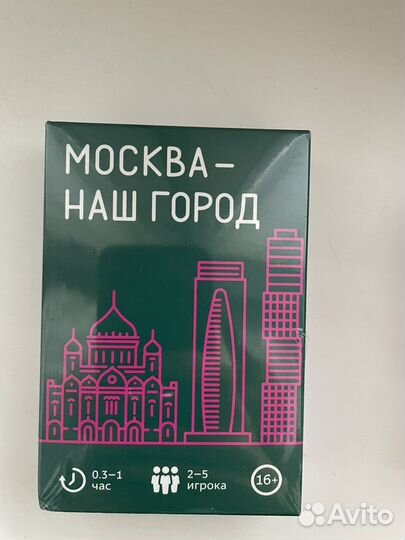 МОСКВА –
НАШ ГОРОД
0.3–1
час
2–5
игрока
16+
Avito